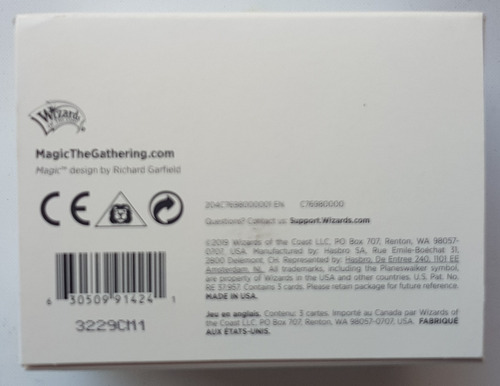 Wizards
OF THE COAST
MagicTheGathering.com
Magic™ design by Richard Garfield
CE
204C7698000001 EN C76980000
Questions? Contact us: Support.Wizards.com
©2019 Wizards of the Coast LLC, PO Box 707, Renton, WA 98057-
0707, USA. Manufactured by: Hasbro SA, Rue Emile-Boéchat 31,
2800 Delémont, CH. Represented by: Hasbro, De Entree 240, 1101 EE
Amsterdam, NL. All trademarks, including the Planeswalker symbol,
are property of Wizards in the USA and other countries. U.S. Pat. No.
RE 37,957. Contains 3 cards. Please retain package for future reference.
MADE IN USA.
Jeu en anglais. Contenu: 3 cartes. Importé au Canada par Wizards of
the Coast LLC, PO Box 707, Renton, WA 98057-0707, USA. FABRIQUÉ
AUX ÉTATS-UNIS.
6 30509 91424 1
3229CM1